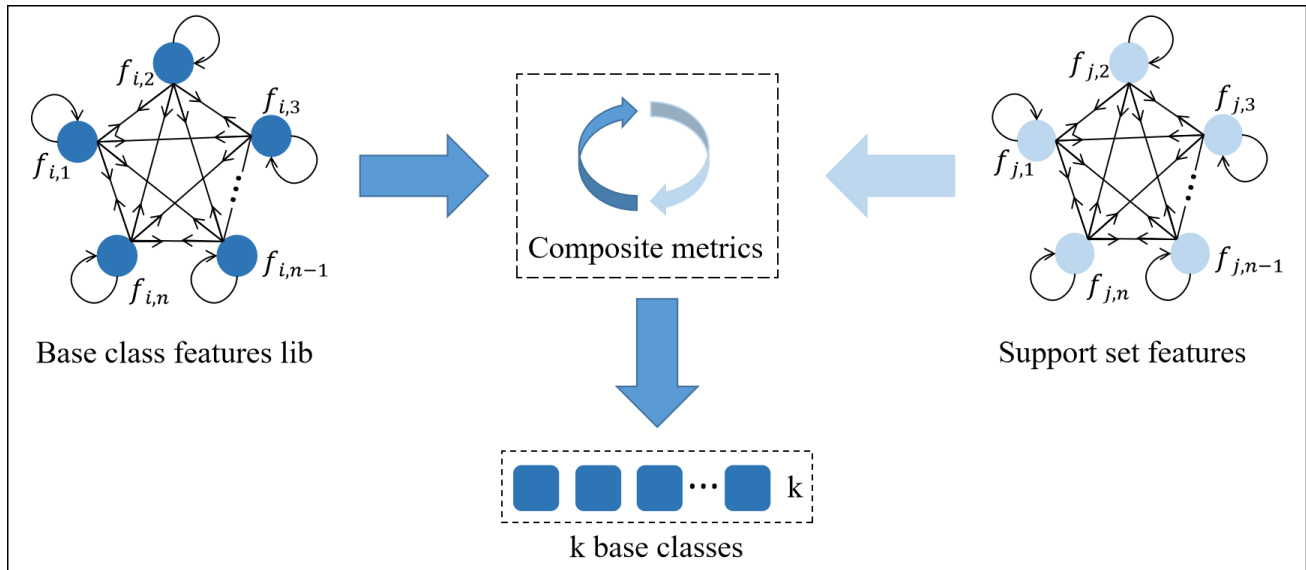 f_{i,2}
f_{i,3}
f_{i,1}
f_{i,n}
f_{i,n−1}
Base class features lib
Composite metrics
f_{j,2}
f_{j,3}
f_{j,1}
f_{j,n}
f_{j,n−1}
Support set features
··· k
k base classes